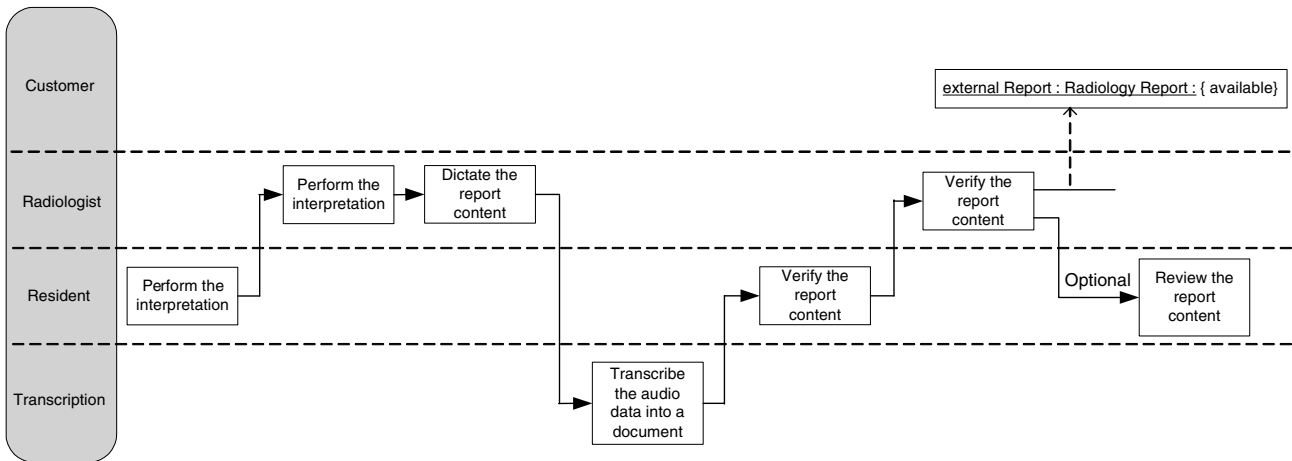 Customer
external Report : Radiology Report : { available}
Radiologist
Perform the
interpretation
Dictate the
report
content
Verify the
report
content
Resident
Perform the
interpretation
Verify the
report
content
Optional
Review the
report
content
Transcription
Transcribe
the audio
data into a
document